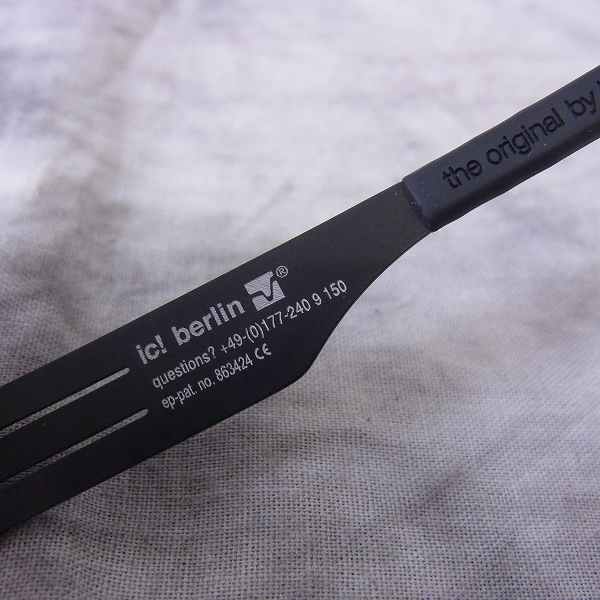 the original by
ic! berlin ®
questions? +49-(0)177-240 9 150
ep-pat. no. 863424 CE